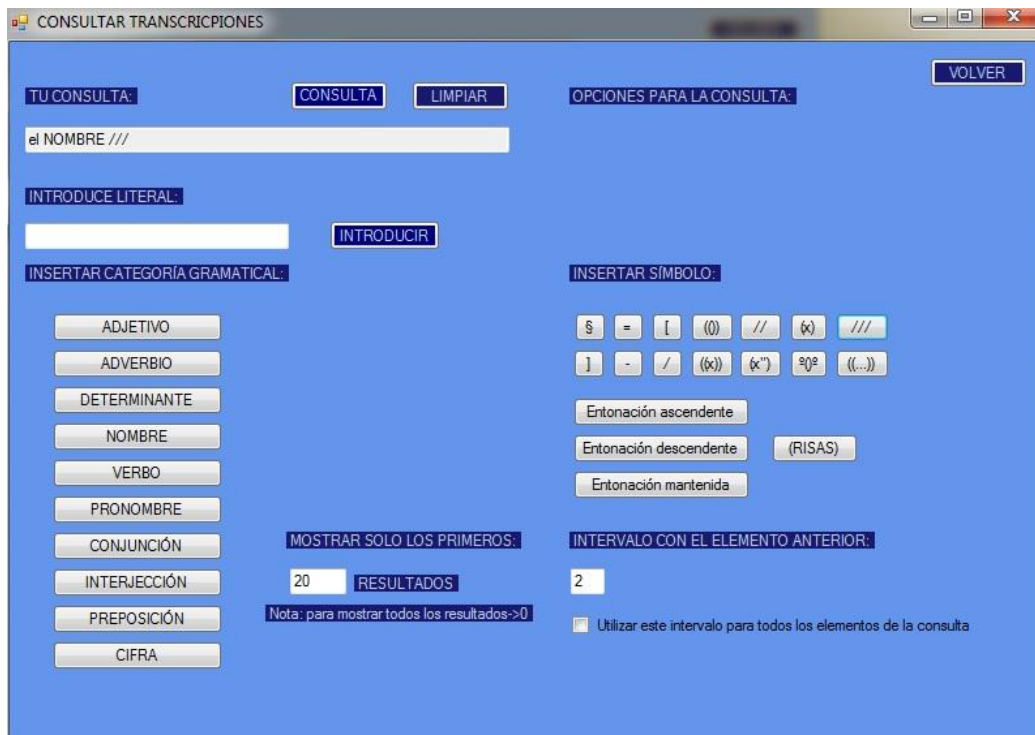 CONSULTAR TRANSCRICPIONES
VOLVER
TU CONSULTA:
CONSULTA
LIMPIAR
OPCIONES PARA LA CONSULTA:
el NOMBRE ///
INTRODUCE LITERAL:
INTRODUCIR
INSERTAR CATEGORÍA GRAMATICAL:
ADJETIVO
ADVERBIO
DETERMINANTE
NOMBRE
VERBO
PRONOMBRE
CONJUNCIÓN
INTERJECCIÓN
PREPOSICIÓN
CIFRA
INSERTAR SÍMBOLO:
§ = [ (()) // (x) ///
] - / ((x)) (x'') º()º ((...))
Entonación ascendente
Entonación descendente
(RISAS)
Entonación mantenida
MOSTRAR SOLO LOS PRIMEROS:
20 RESULTADOS
Nota: para mostrar todos los resultados->0
INTERVALO CON EL ELEMENTO ANTERIOR:
2
Utilizar este intervalo para todos los elementos de la consulta